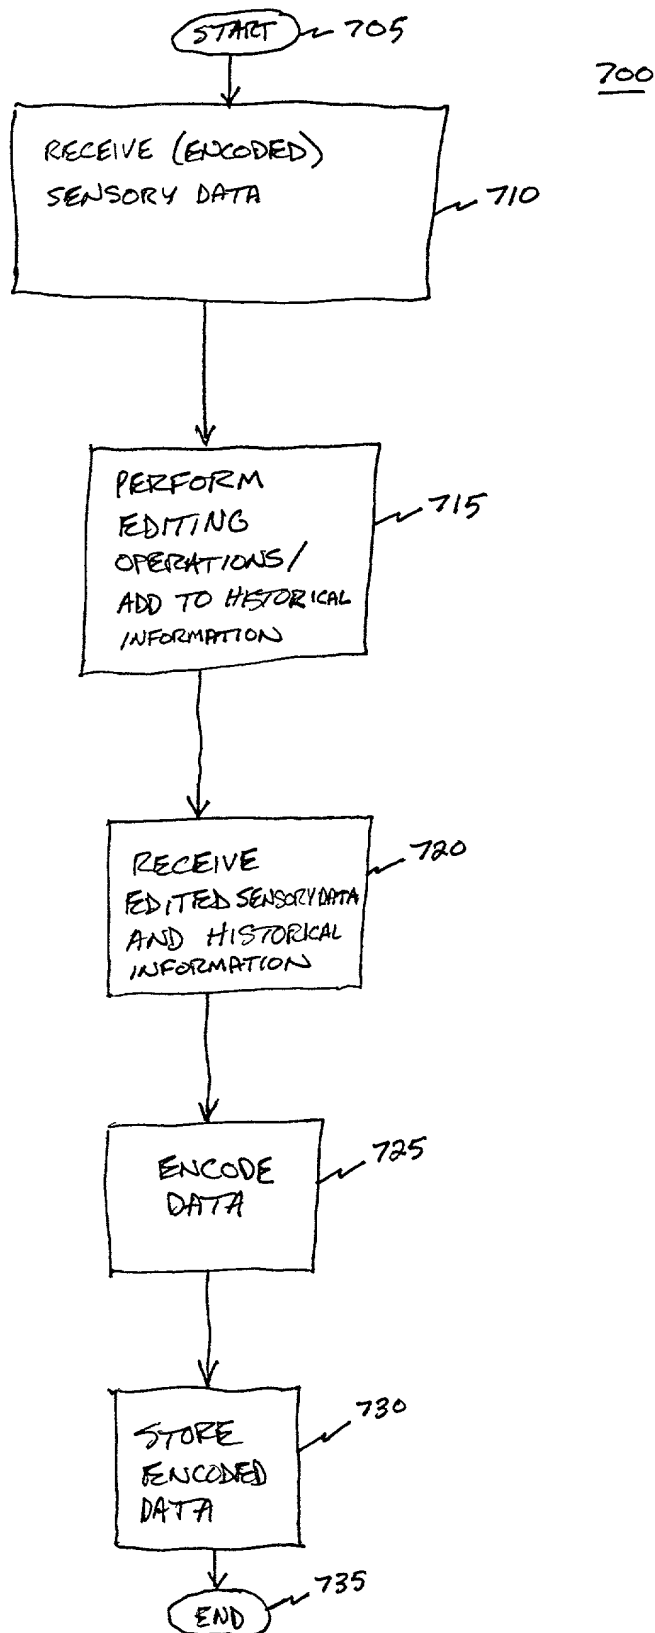 START 705
700
RECEIVE (ENCODED)
SENSORY DATA
710
PERFORM
EDITING
OPERATIONS/
ADD TO HISTORICAL
INFORMATION
715
RECEIVE
EDITED SENSORY DATA
AND HISTORICAL
INFORMATION
720
ENCODE
DATA
725
STORE
ENCODED
DATA
730
END 735